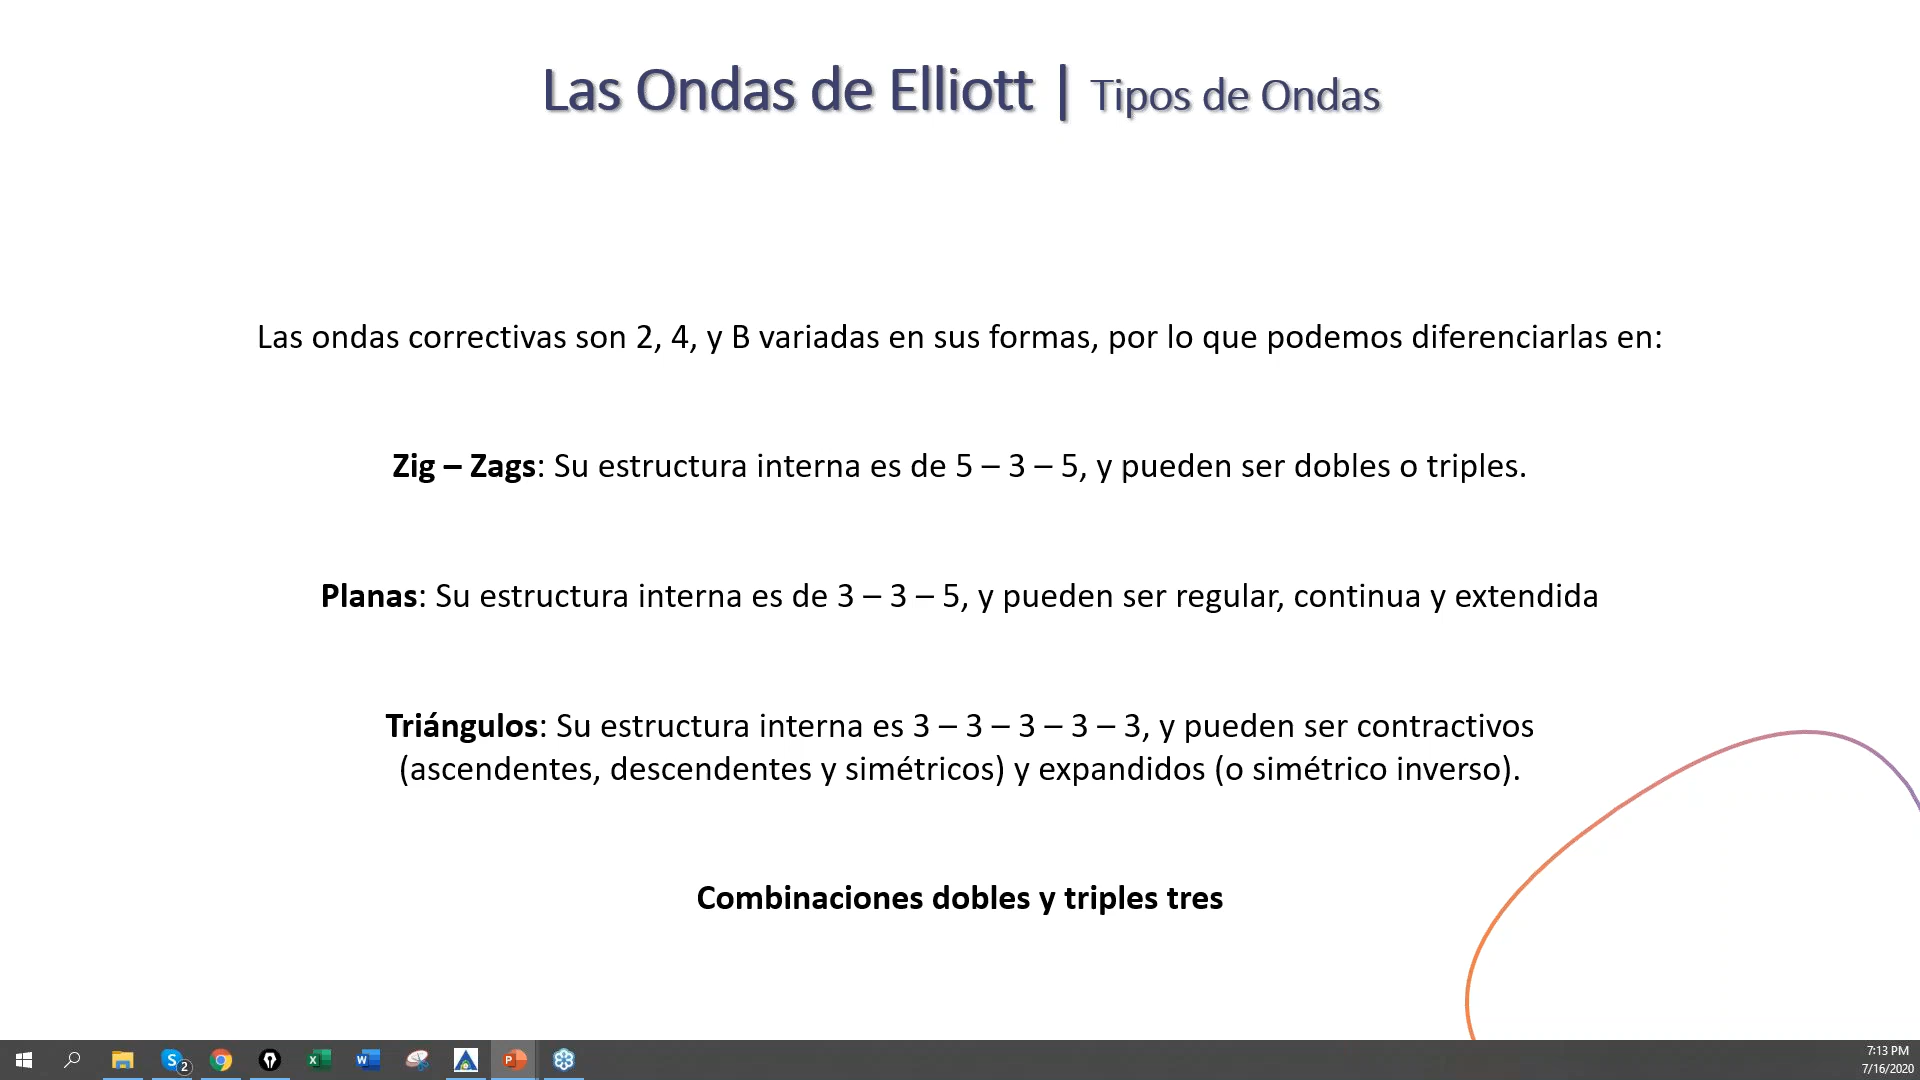 Las Ondas de Elliott | Tipos de Ondas
Las ondas correctivas son 2, 4, y B variadas en sus formas, por lo que podemos diferenciarlas en:
Zig – Zags: Su estructura interna es de 5 – 3 – 5, y pueden ser dobles o triples.
Planas: Su estructura interna es de 3 – 3 – 5, y pueden ser regular, continua y extendida
Triángulos: Su estructura interna es 3 – 3 – 3 – 3 – 3, y pueden ser contractivos
(ascendentes, descendentes y simétricos) y expandidos (o simétrico inverso).
Combinaciones dobles y triples tres
S 2
X
W
P
7:13 PM
7/16/2020